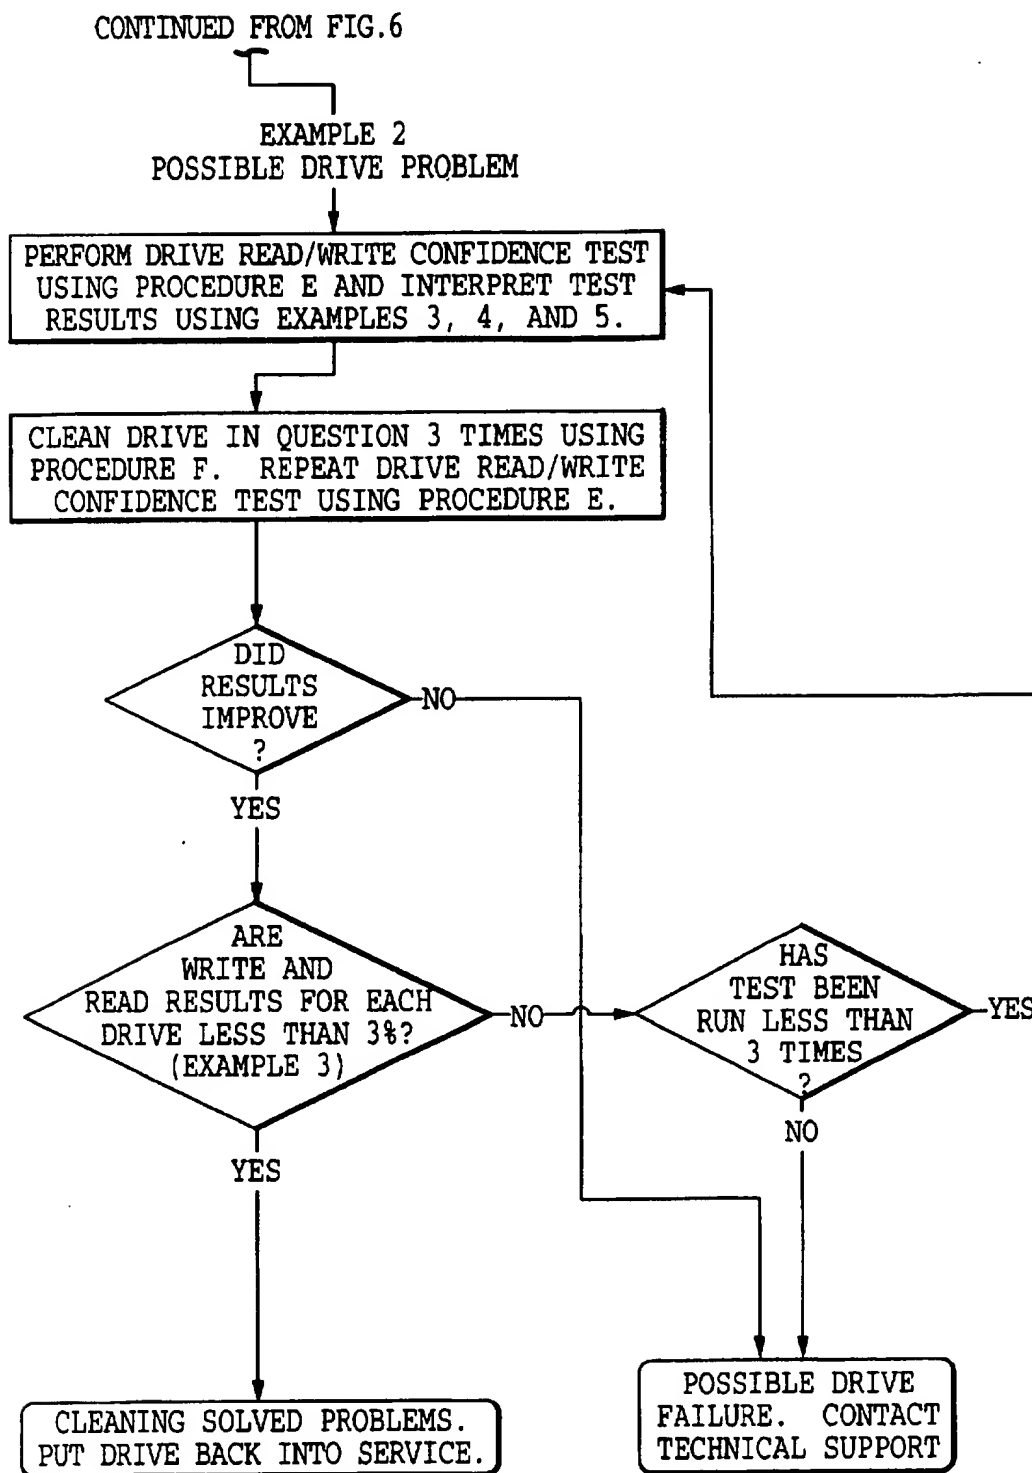 CONTINUED FROM FIG.6
EXAMPLE 2
POSSIBLE DRIVE PROBLEM
PERFORM DRIVE READ/WRITE CONFIDENCE TEST
USING PROCEDURE E AND INTERPRET TEST
RESULTS USING EXAMPLES 3, 4, AND 5.
CLEAN DRIVE IN QUESTION 3 TIMES USING
PROCEDURE F. REPEAT DRIVE READ/WRITE
CONFIDENCE TEST USING PROCEDURE E.
DID
RESULTS
IMPROVE
?
NO
YES
ARE
WRITE AND
READ RESULTS FOR EACH
DRIVE LESS THAN 3%?
(EXAMPLE 3)
NO
HAS
TEST BEEN
RUN LESS THAN
3 TIMES
?
YES
NO
YES
CLEANING SOLVED PROBLEMS.
PUT DRIVE BACK INTO SERVICE.
POSSIBLE DRIVE
FAILURE. CONTACT
TECHNICAL SUPPORT